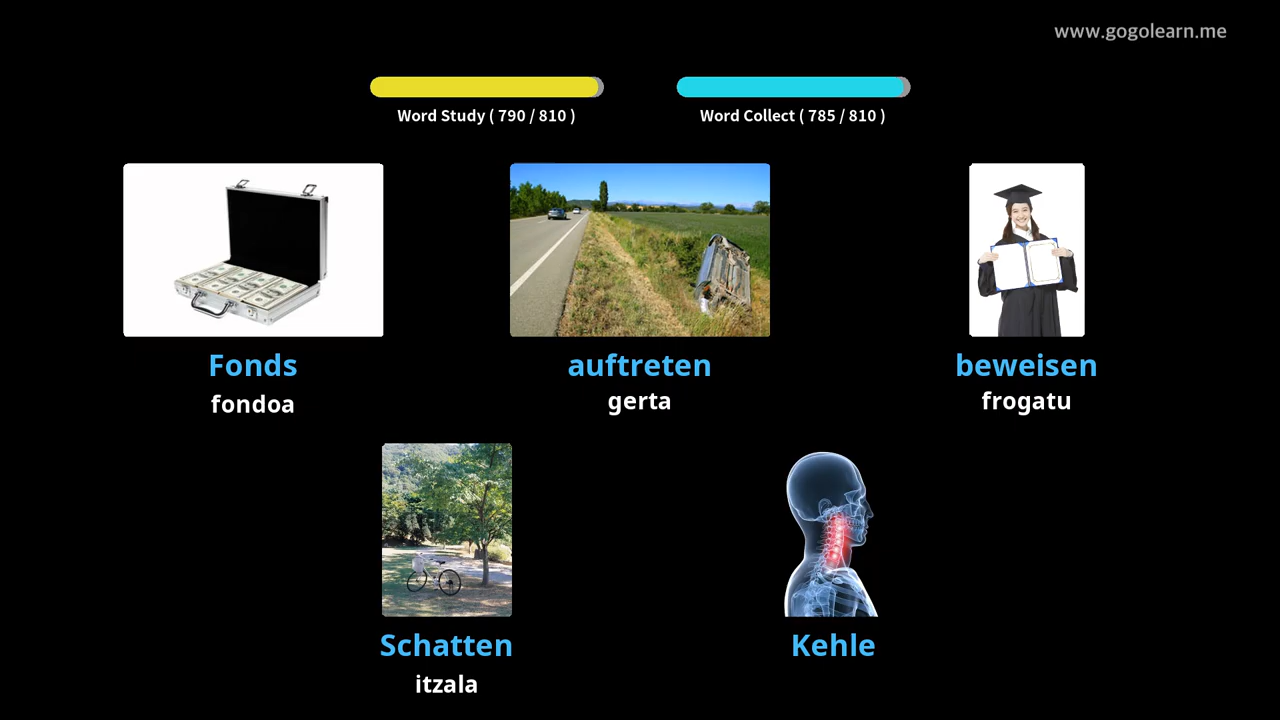 www.gogolearn.me
Word Study ( 790 / 810 )
Word Collect ( 785 / 810 )
Fonds
fondoa
auftreten
gerta
beweisen
frogatu
Schatten
itzala
Kehle